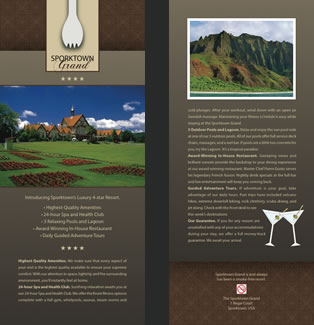 SPORKTOWN
Grand
Introducing Sporktown's Luxury 4-star Resort.
• Highest-Quality Amenities
• 24-hour Spa and Health Club
• 3 Relaxing Pools and Lagoon
• Award-Winning In-House Restaurant
• Daily Guided Adventure Tours
Highest Quality Amenities. We make sure that every aspect of
your visit is the highest quality available to ensure your supreme
comfort. With our attention to space, lighting and the surrounding
environment, you'll instantly feel at home.
24-hour Spa and Health Club. Soothing relaxation awaits you at
our 24-hour Spa and Health Club. We offer the finest fitness options
complete with a full gym, whirlpools, saunas, steam rooms and
cold plunges. After your workout, wind down with an open air
Swedish massage. Maintaining your fitness a lifestyle is easy while
staying at the Sporktown Grand.
3 Outdoor Pools and Lagoon. Relax and enjoy the sun pool-side
at one of our 3 outdoor pools. All of our pools offer full service deck
chairs, massages, and a wet bar. If pools are a little too concrete for
you, try the Lagoon. It's a tropical paradise.
Award-Winning In-House Restaurant. Sweeping views and
brilliant sunsets provide the backdrop to your dining experience
at our award-winning restaurant. Master Chef
his legendary French flavor. Nightly drink specials at the full bar
and live entertainment will keep you coming back.
Guided Adventure Tours. If adventure is your goal, take
advantage of our daily tours. Past trips have included volcano
hikes, extreme downhill biking, rock climbing, scuba diving, and
jet skiing. Check with the front desk to see
this week's destinations.
Our Guarantee. If you for any reason are
unsatisfied with any of your accommodations
during your stay, we offer a full money-back
guarantee. We await your arrival.
Sporktown Grand is and always
has been a smoke-free resort.
The Sporktown Grand
1 Resort Court
Sporktown, USA